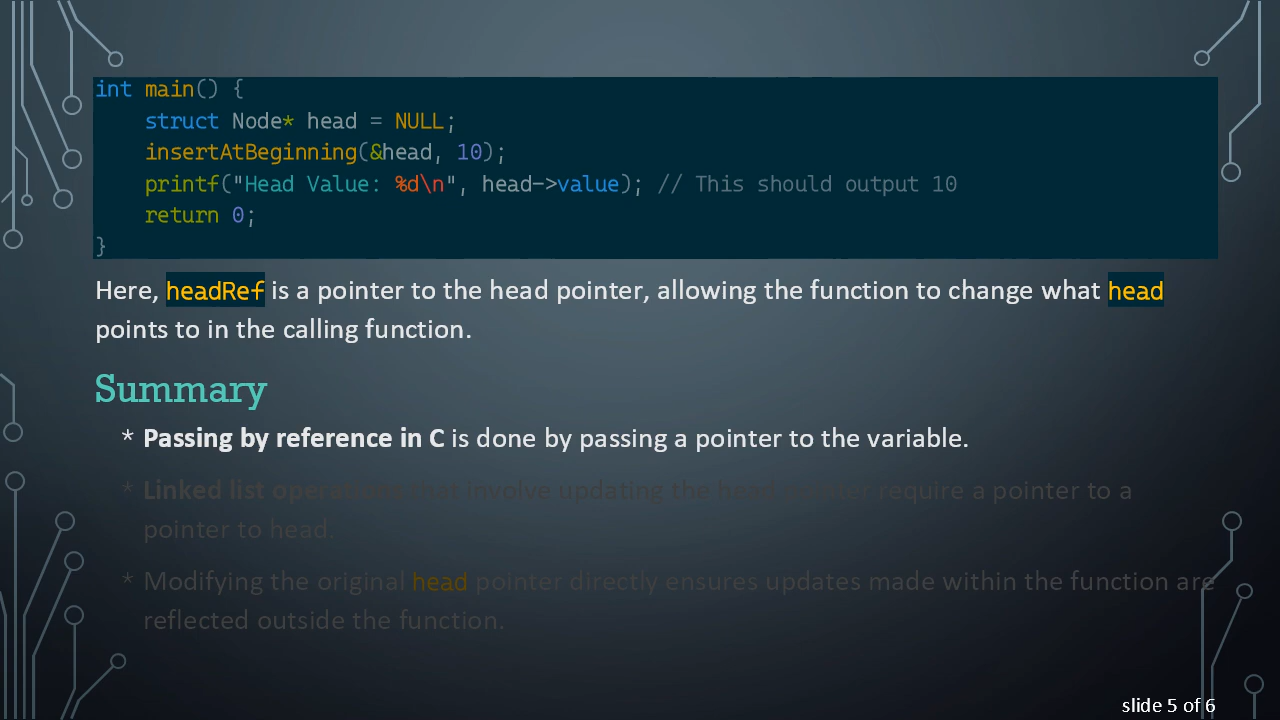 int main() {
    struct Node* head = NULL;
    insertAtBeginning(&head, 10);
    printf("Head Value: %d\n", head->value); // This should output 10
    return 0;
}
Here, headRef is a pointer to the head pointer, allowing the function to change what head
points to in the calling function.
Summary
* Passing by reference in C is done by passing a pointer to the variable.
* Linked list operations that involve updating the head pointer require a pointer to a
pointer to head.
* Modifying the original head pointer directly ensures updates made within the function are
reflected outside the function.
slide 5 of 6